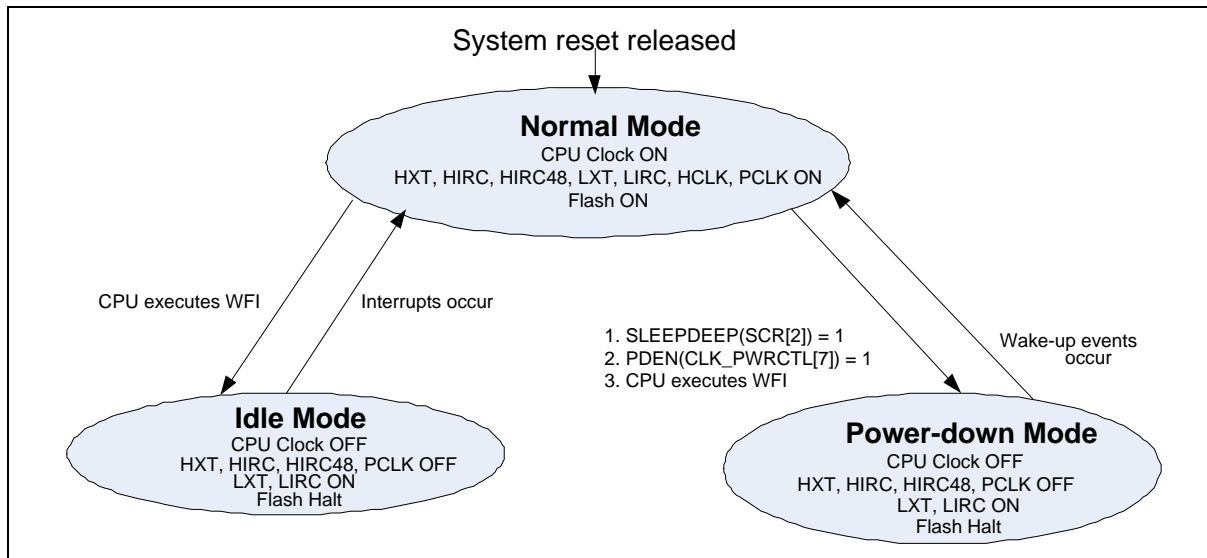 System reset released
Normal Mode
CPU Clock ON
HXT, HIRC, HIRC48, LXT, LIRC, HCLK, PCLK ON
Flash ON
CPU executes WFI
Interrupts occur
1. SLEEPDEEP(SCR[2]) = 1
2. PDEN(CLK_PWRCTL[7]) = 1
3. CPU executes WFI
Wake-up events
occur
Idle Mode
CPU Clock OFF
HXT, HIRC, HIRC48, PCLK OFF
LXT, LIRC ON
Flash Halt
Power-down Mode
CPU Clock OFF
HXT, HIRC, HIRC48, PCLK OFF
LXT, LIRC ON
Flash Halt